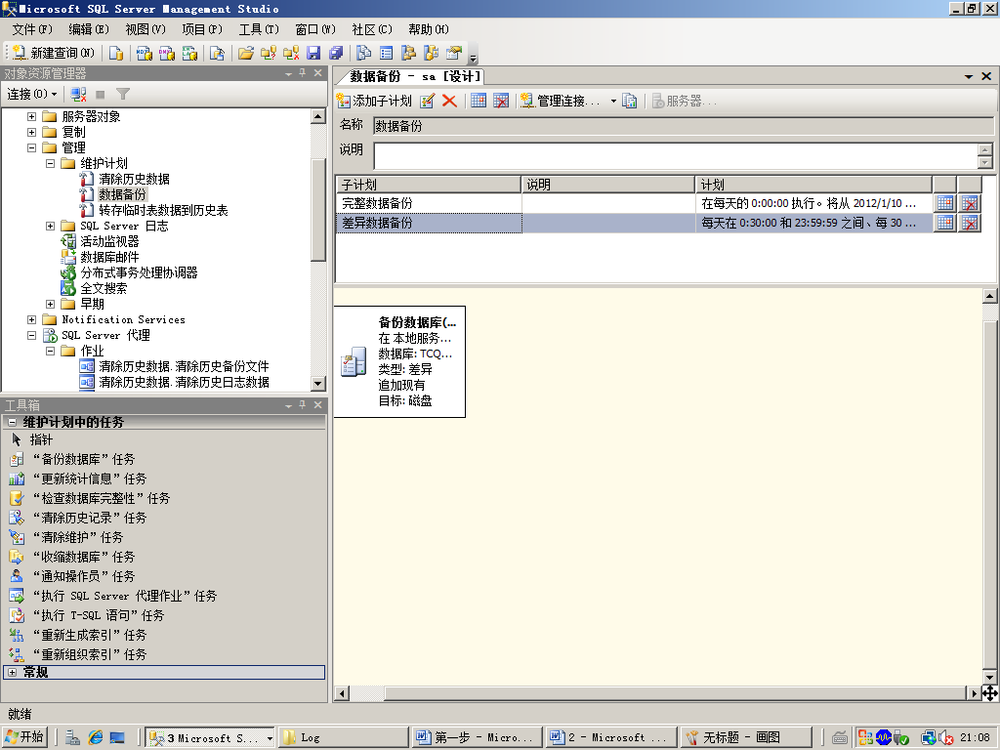 Microsoft SQL Server Management Studio
文件(F) 编辑(E) 视图(V) 项目(P) 工具(T) 窗口(W) 社区(C) 帮助(H)
新建查询(N)
对象资源管理器
连接(O)
服务器对象
复制
管理
维护计划
清除历史数据
数据备份
转存临时表数据到历史表
SQL Server 日志
活动监视器
数据库邮件
分布式事务处理协调器
全文搜索
早期
Notification Services
SQL Server 代理
作业
清除历史数据.清除历史备份文件
清除历史数据.清除历史日志数据
工具箱
维护计划中的任务
指针
“备份数据库”任务
“更新统计信息”任务
“检查数据库完整性”任务
“清除历史记录”任务
“清除维护”任务
“收缩数据库”任务
“通知操作员”任务
“执行 SQL Server 代理作业”任务
“执行 T-SQL 语句”任务
“重新生成索引”任务
“重新组织索引”任务
常规
数据备份 - sa [设计]
添加子计划 管理连接... 服务器...
名称 数据备份
说明
子计划 说明 计划
完整数据备份 在每天的 0:00:00 执行。将从 2012/1/10 ...
差异数据备份 每天在 0:30:00 和 23:59:59 之间、每 30 ...
备份数据库(...
在 本地服务...
数据库: TCQ...
类型: 差异
追加现有
目标: 磁盘
就绪
开始 3 Microsoft S... Log 第一步 - Micro... 2 - Microsoft ... 无标题 - 画图 21:08